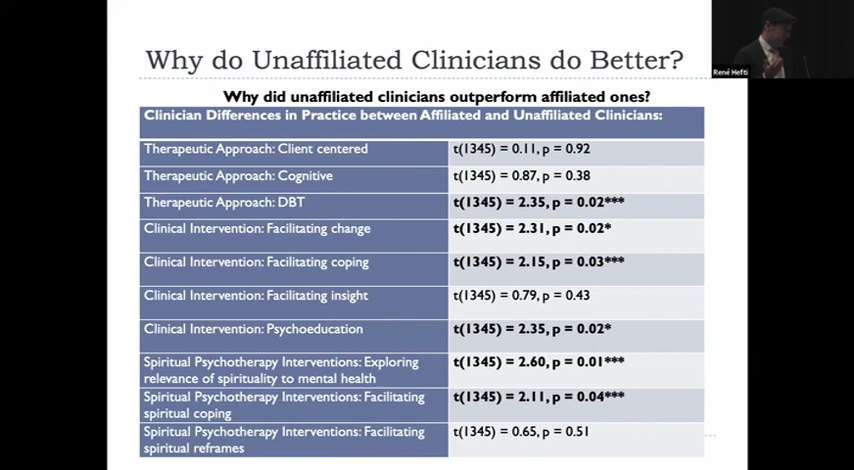 Why do Unaffiliated Clinicians do Better?
René Hefti
Why did unaffiliated clinicians outperform affiliated ones?
Clinician Differences in Practice between Affiliated and Unaffiliated Clinicians:
Therapeutic Approach: Client centered t(1345) = 0.11, p = 0.92
Therapeutic Approach: Cognitive t(1345) = 0.87, p = 0.38
Therapeutic Approach: DBT t(1345) = 2.35, p = 0.02***
Clinical Intervention: Facilitating change t(1345) = 2.31, p = 0.02*
Clinical Intervention: Facilitating coping t(1345) = 2.15, p = 0.03***
Clinical Intervention: Facilitating insight t(1345) = 0.79, p = 0.43
Clinical Intervention: Psychoeducation t(1345) = 2.35, p = 0.02*
Spiritual Psychotherapy Interventions: Exploring t(1345) = 2.60, p = 0.01***
relevance of spirituality to mental health
Spiritual Psychotherapy Interventions: Facilitating t(1345) = 2.11, p = 0.04***
spiritual coping
Spiritual Psychotherapy Interventions: Facilitating t(1345) = 0.65, p = 0.51
spiritual reframes